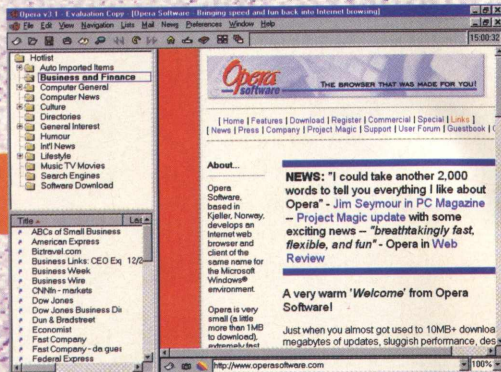 Opera v3.1 - Evaluation Copy - [Opera Software - Bringing speed and fun back into Internet browsing]
File Edit View Navigation Lists Mail News Preferences Window Help
15:00:32
Hotlist
Auto Imported Items
Business and Finance
Computer General
Computer News
Culture
Directories
General Interest
Humour
Int'l News
Lifestyle
Music TV Movies
Search Engines
Software Download
Title
ABCs of Small Business
American Express
Biztravel.com
Business Links: CEO Exp 12/2
Business Week
Business Wire
CNNfn - markets
Dow Jones
Dow Jones Business Dir
Dun & Bradstreet
Economist
Fast Company
Fast Company - de gues
Federal Express
Opera software
THE BROWSER THAT WAS MADE FOR YOU!
[ Home | Features | Download | Register | Commercial | Special | Links ]
[ News | Press | Company | Project Magic | Support | User Forum | Guestbook | C
About...
Opera
Software,
based in
Kjeller, Norway,
develops an
Internet web
browser and
client of the
same name for
the Microsoft
Windows®
environment.
Opera is very
small (a little
more than 1MB
to download),
extremely fast
NEWS: "I could take another 2,000
words to tell you everything I like about
Opera" - Jim Seymour in PC Magazine
-- Project Magic update with some
exciting news -- "breathtakingly fast,
flexible, and fun" - Opera in Web
Review
A very warm 'Welcome' from Opera
Software!
Just when you almost got used to 10MB+ downloa
megabytes of updates, sluggish performance, des
http://www.operasoftware.com
100%